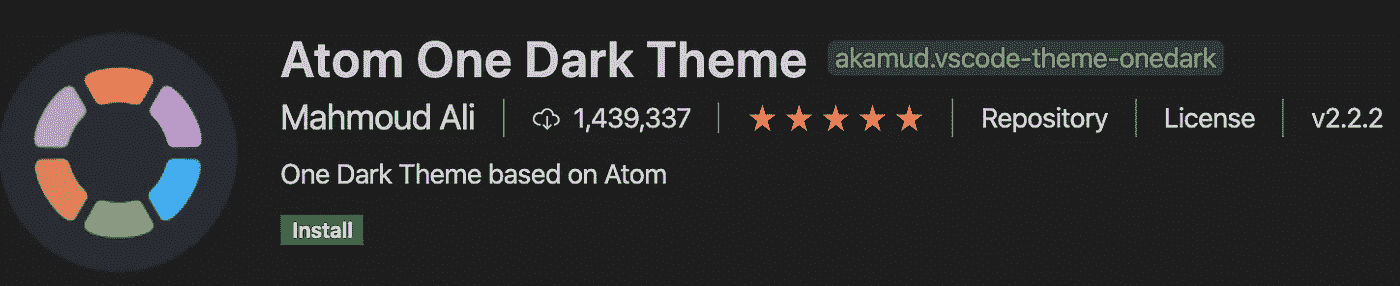 Atom One Dark Theme akamud.vscode-theme-onedark
Mahmoud Ali 1,439,337 Repository License v2.2.2
One Dark Theme based on Atom
Install